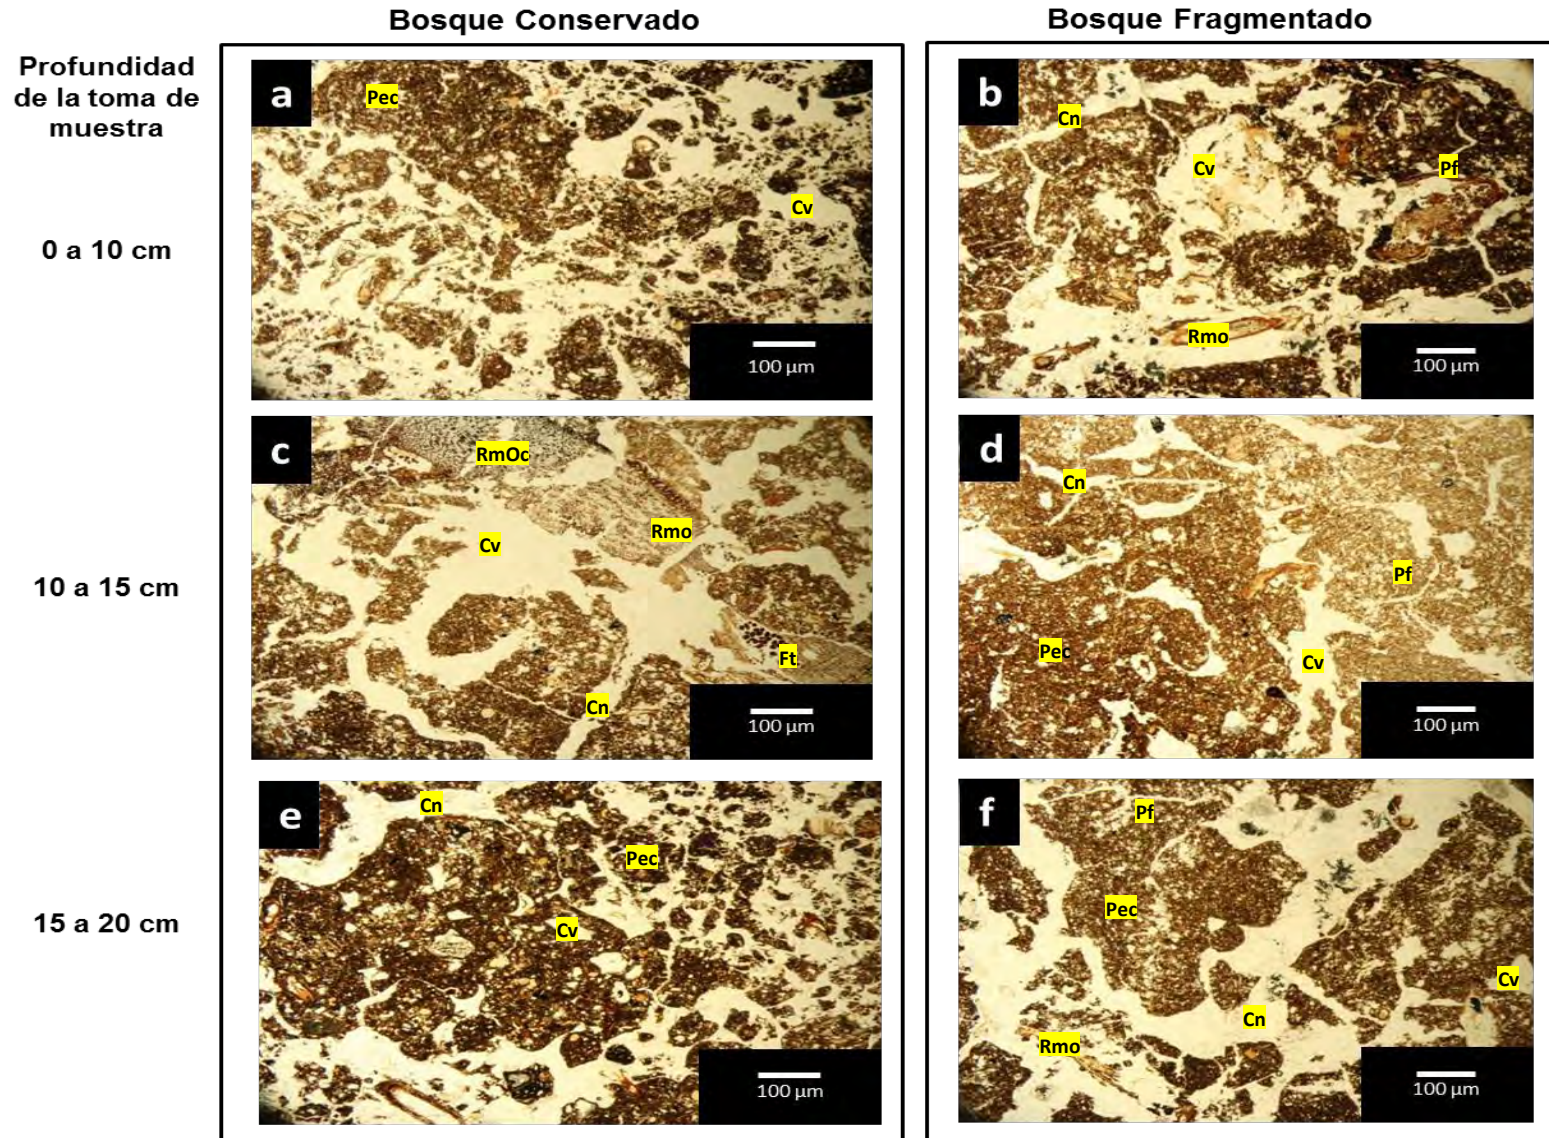 Bosque Conservado
Bosque Fragmentado
Profundidad
de la toma de
muestra
0 a 10 cm
a
Pec
Cv
100 µm
b
Cn
Cv
Pf
Rmo
100 µm
10 a 15 cm
c
RmOc
Rmo
Cv
Ft
Cn
100 µm
d
Cn
Pf
Pec
Cv
100 µm
15 a 20 cm
e
Cn
Pec
Cv
100 µm
f
Pf
Pec
Cv
Cn
Rmo
100 µm